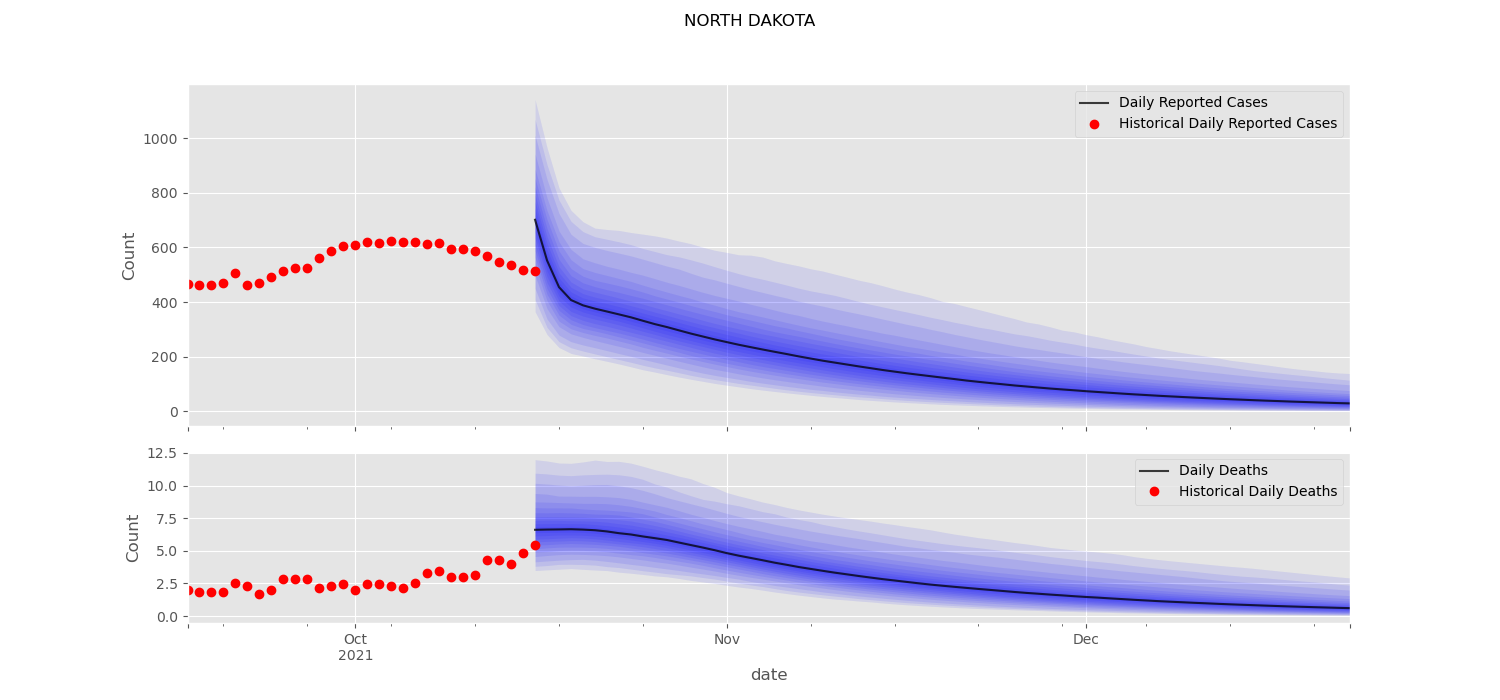 NORTH DAKOTA
1000
800
600
400
200
0
Count
Daily Reported Cases
Historical Daily Reported Cases
12.5
10.0
7.5
5.0
2.5
0.0
Count
Daily Deaths
Historical Daily Deaths
Oct
2021
Nov
Dec
date